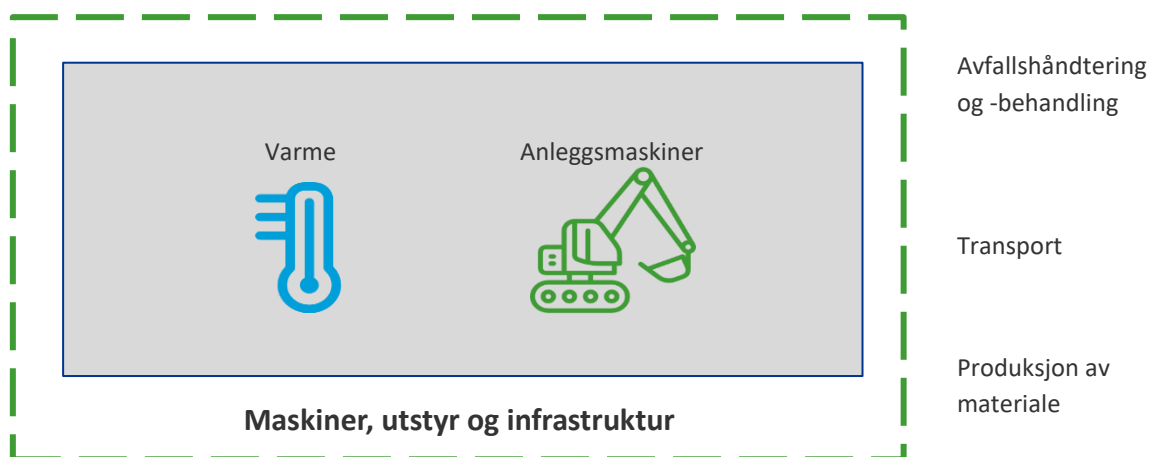 Avfallshåndtering
og -behandling
Varme
Anleggsmaskiner
Transport
Produksjon av
materiale
Maskiner, utstyr og infrastruktur